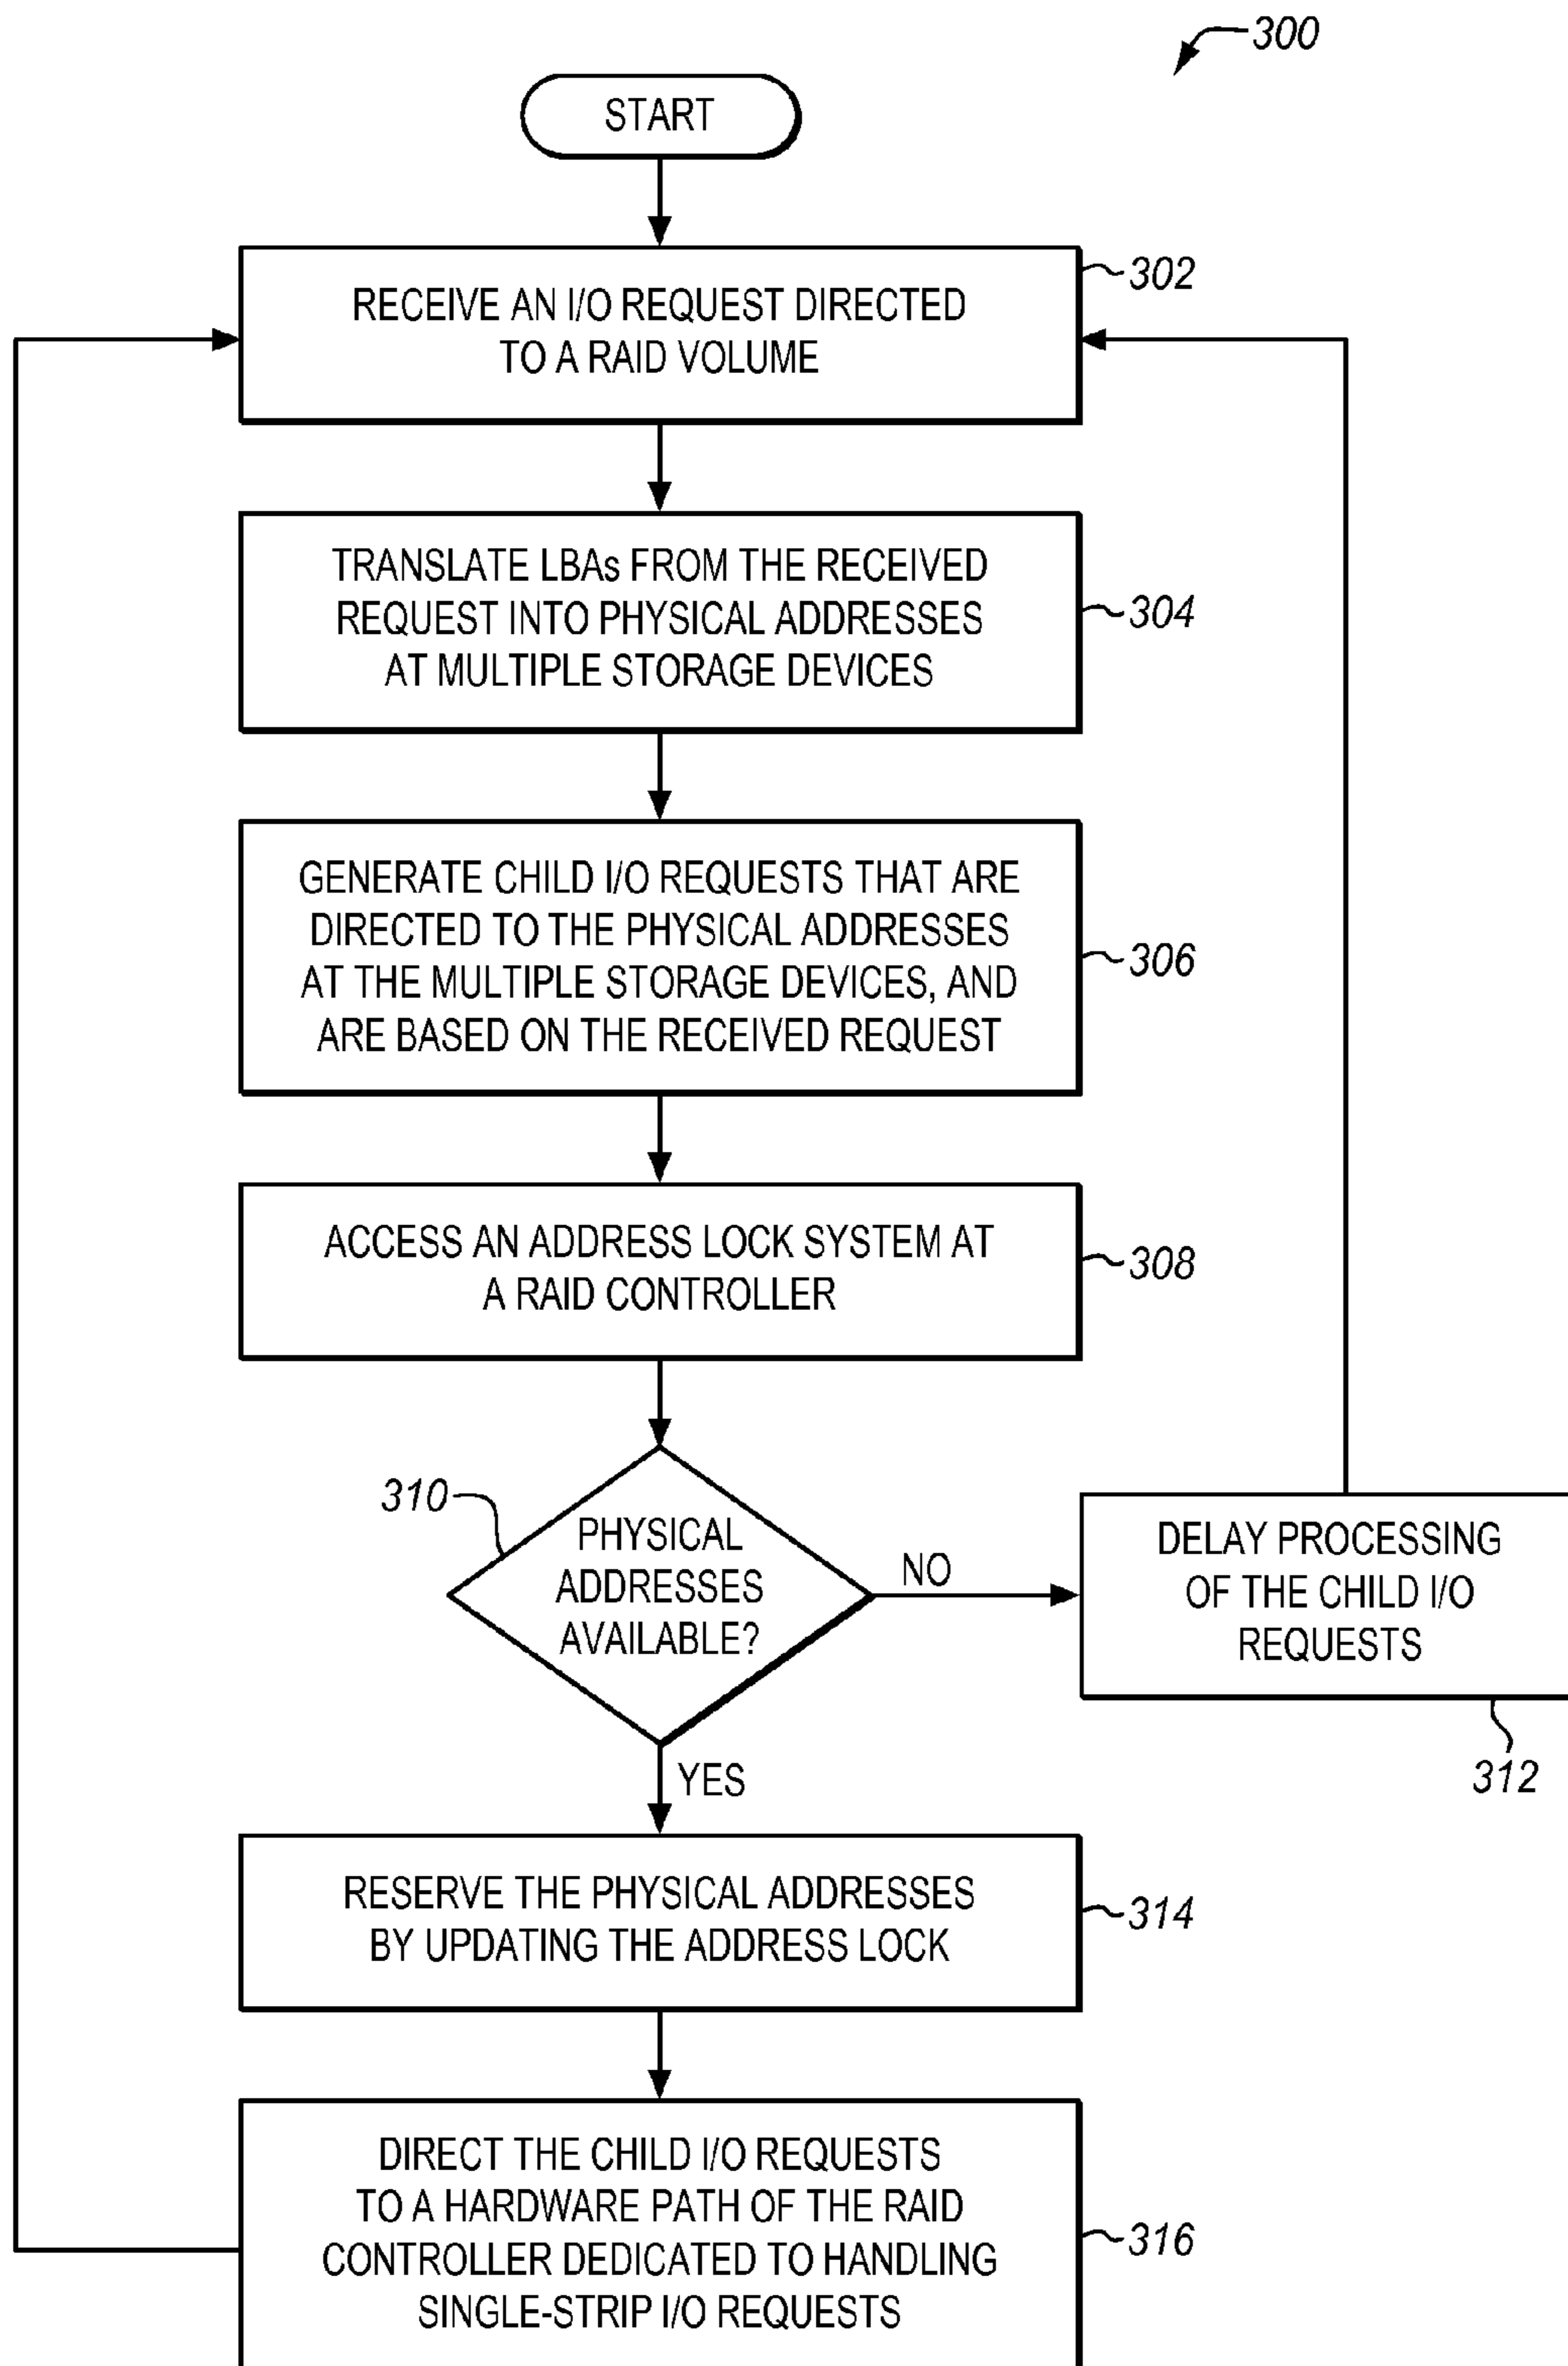 300
START
302
RECEIVE AN I/O REQUEST DIRECTED
TO A RAID VOLUME
TRANSLATE LBAs FROM THE RECEIVED
REQUEST INTO PHYSICAL ADDRESSES
AT MULTIPLE STORAGE DEVICES
304
GENERATE CHILD I/O REQUESTS THAT ARE
DIRECTED TO THE PHYSICAL ADDRESSES
AT THE MULTIPLE STORAGE DEVICES, AND
ARE BASED ON THE RECEIVED REQUEST
306
ACCESS AN ADDRESS LOCK SYSTEM AT
A RAID CONTROLLER
308
310
PHYSICAL
ADDRESSES
AVAILABLE?
NO
DELAY PROCESSING
OF THE CHILD I/O
REQUESTS
312
YES
RESERVE THE PHYSICAL ADDRESSES
BY UPDATING THE ADDRESS LOCK
314
DIRECT THE CHILD I/O REQUESTS
TO A HARDWARE PATH OF THE RAID
CONTROLLER DEDICATED TO HANDLING
SINGLE-STRIP I/O REQUESTS
316